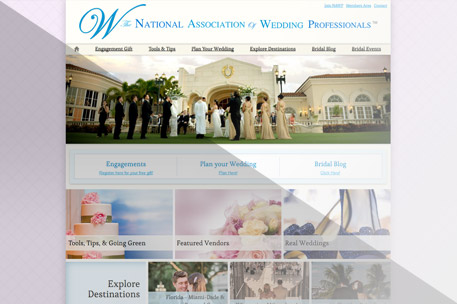 Join NAWP Members Area Contact
W The National Association Of Wedding Professionals™
Engagement Gift Tools & Tips Plan Your Wedding Explore Destinations Bridal Blog Bridal Events
Engagements Plan your Wedding Bridal Blog
Register here for your free gift! Plan Here! Click Here!
Tools, Tips, & Going Green Featured Vendors Real Weddings
Explore
Destinations
Florida - Miami-Dade &